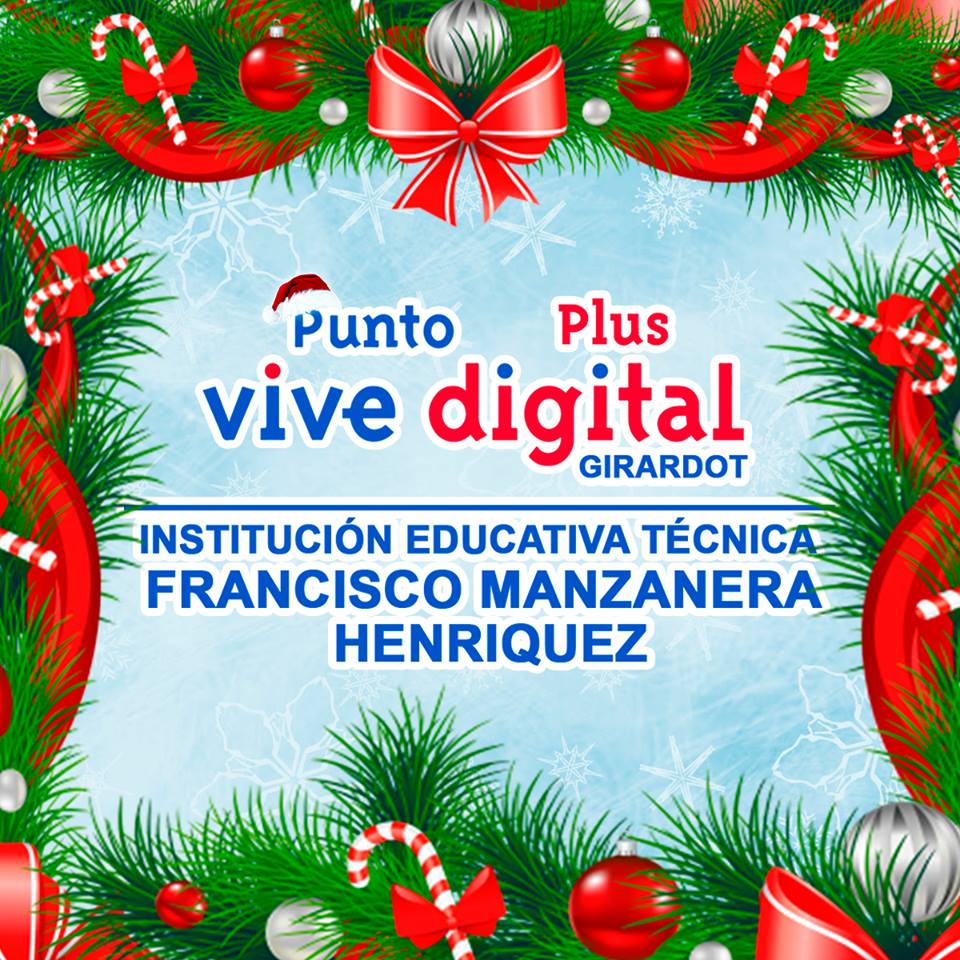 Punto Plus
vive digital
GIRARDOT
INSTITUCIÓN EDUCATIVA TÉCNICA
FRANCISCO MANZANERA
HENRIQUEZ